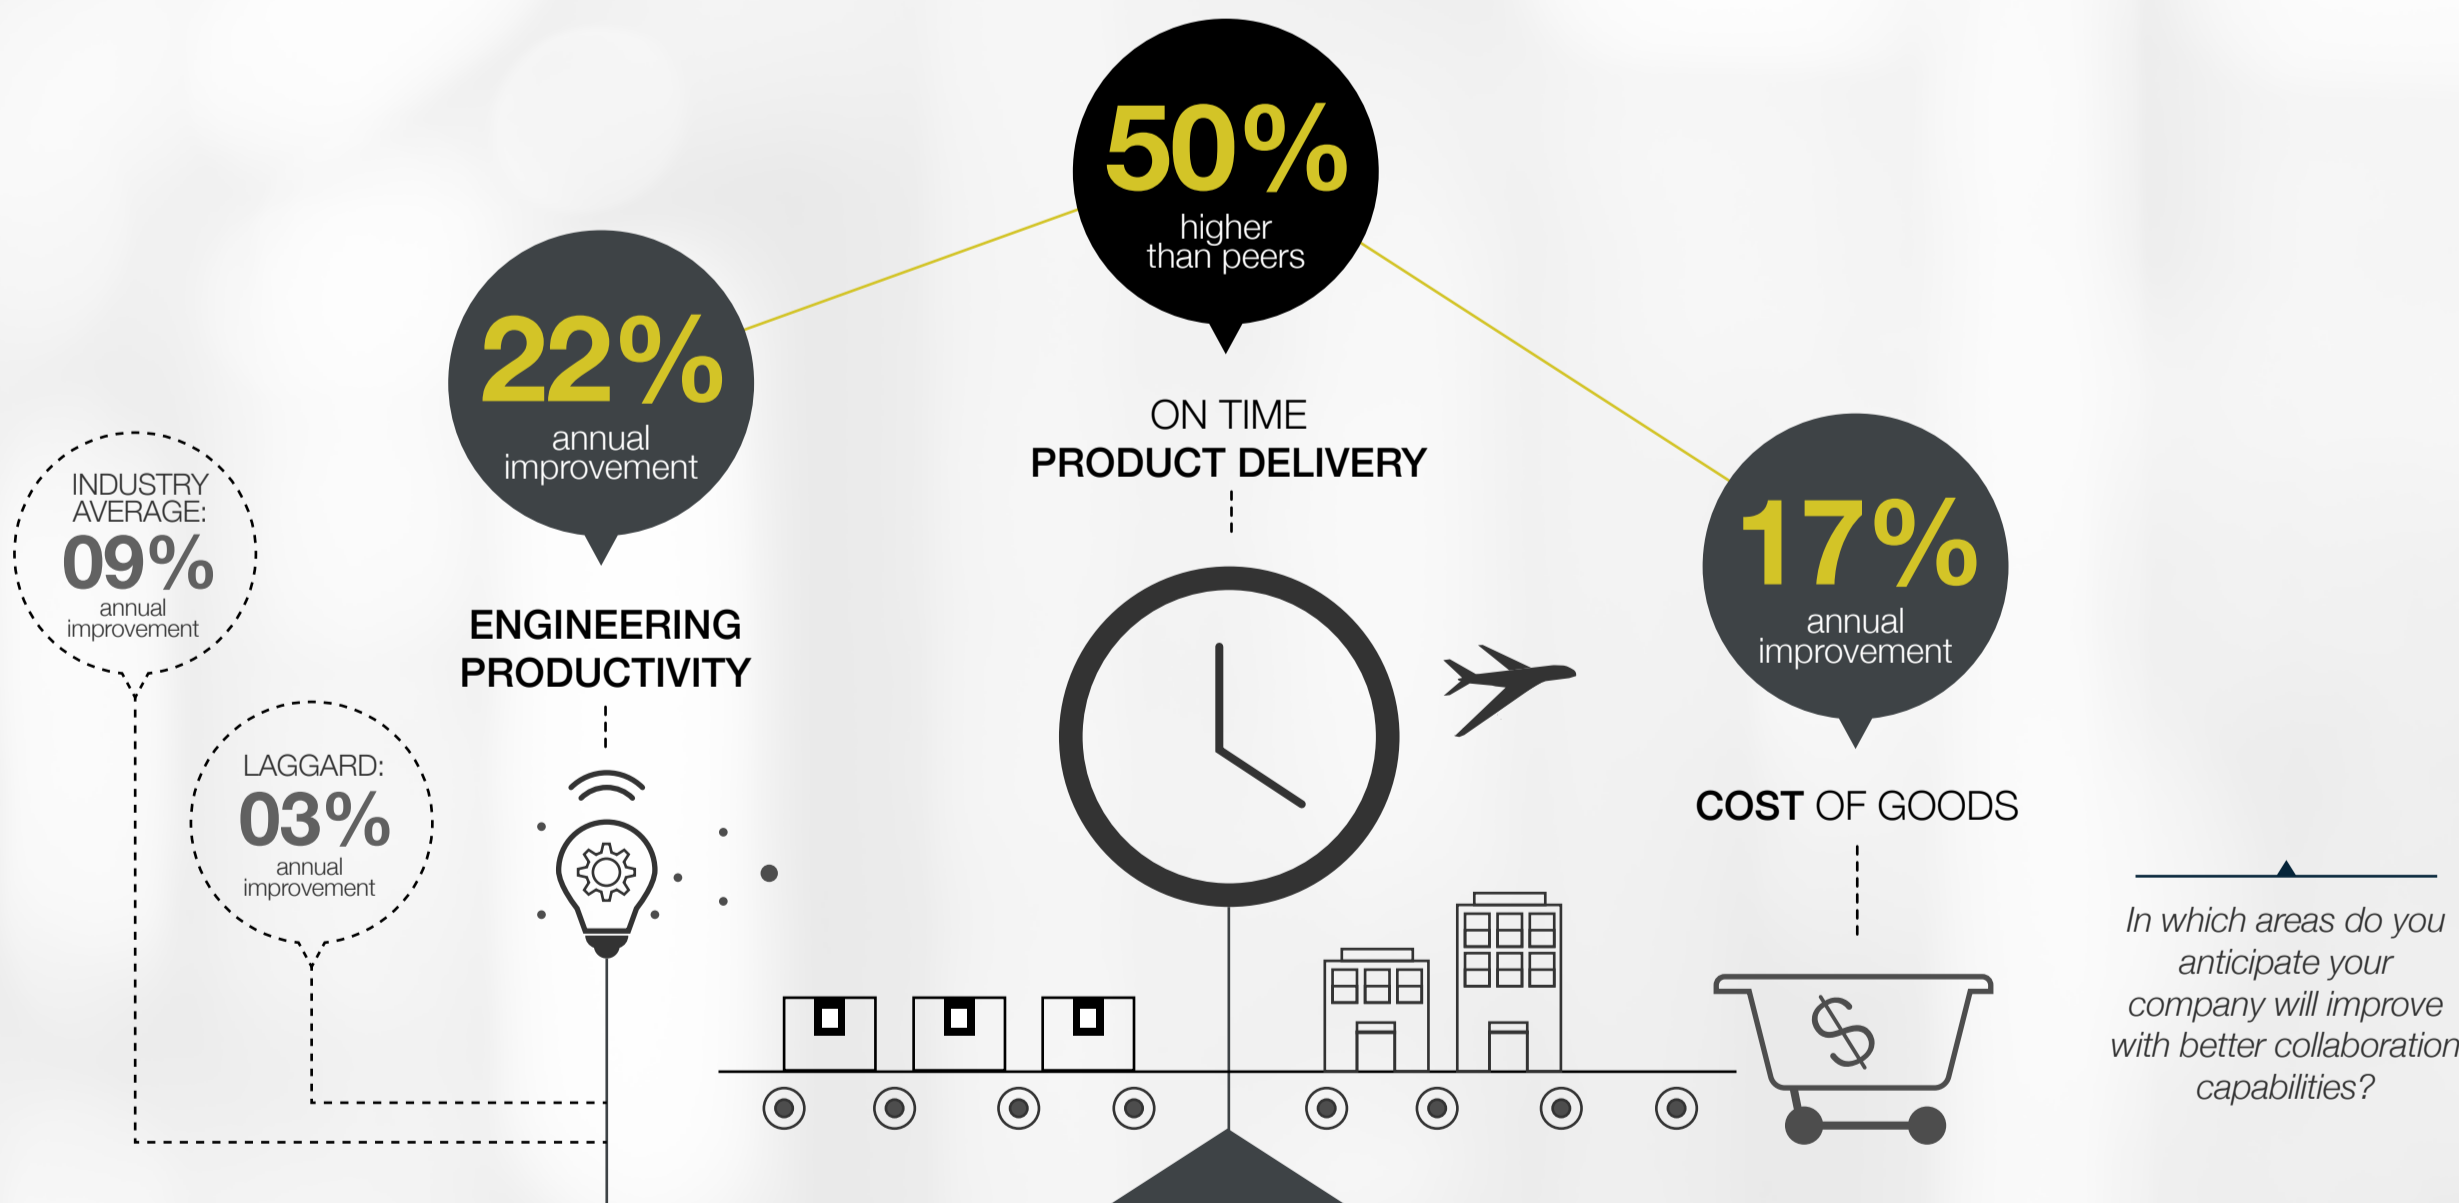 50%
higher
than peers
ON TIME
PRODUCT DELIVERY
22%
annual
improvement
ENGINEERING
PRODUCTIVITY
INDUSTRY
AVERAGE:
09%
annual
improvement
LAGGARD:
03%
annual
improvement
17%
annual
improvement
COST OF GOODS
$
In which areas do you
anticipate your
company will improve
with better collaboration
capabilities?